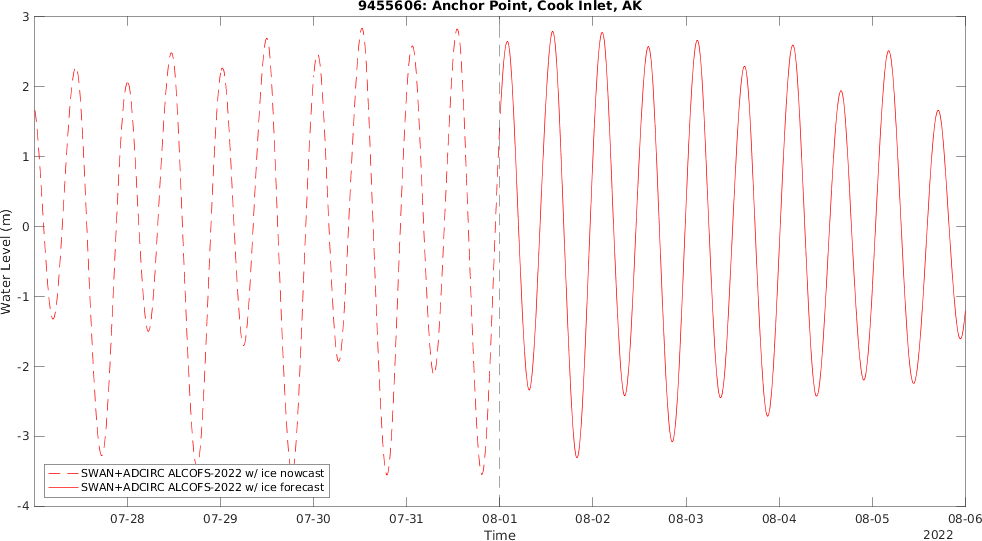 9455606: Anchor Point, Cook Inlet, AK
3
2
1
0
-1
-2
-3
-4
Water Level (m)
SWAN+ADCIRC ALCOFS-2022 w/ ice nowcast
SWAN+ADCIRC ALCOFS-2022 w/ ice forecast
07-28 07-29 07-30 07-31 08-01 08-02 08-03 08-04 08-05 08-06
Time
2022